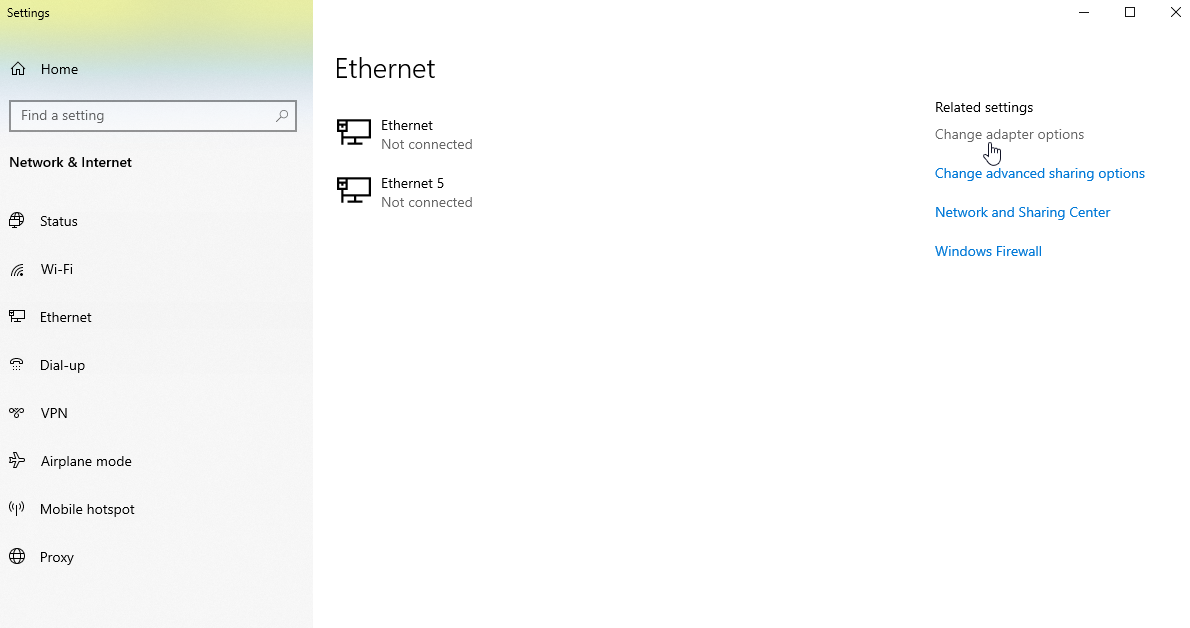 Settings
Home
Find a setting
Network & Internet
Status
Wi-Fi
Ethernet
Dial-up
VPN
Airplane mode
Mobile hotspot
Proxy
Ethernet
Ethernet
Not connected
Ethernet 5
Not connected
Related settings
Change adapter options
Change advanced sharing options
Network and Sharing Center
Windows Firewall